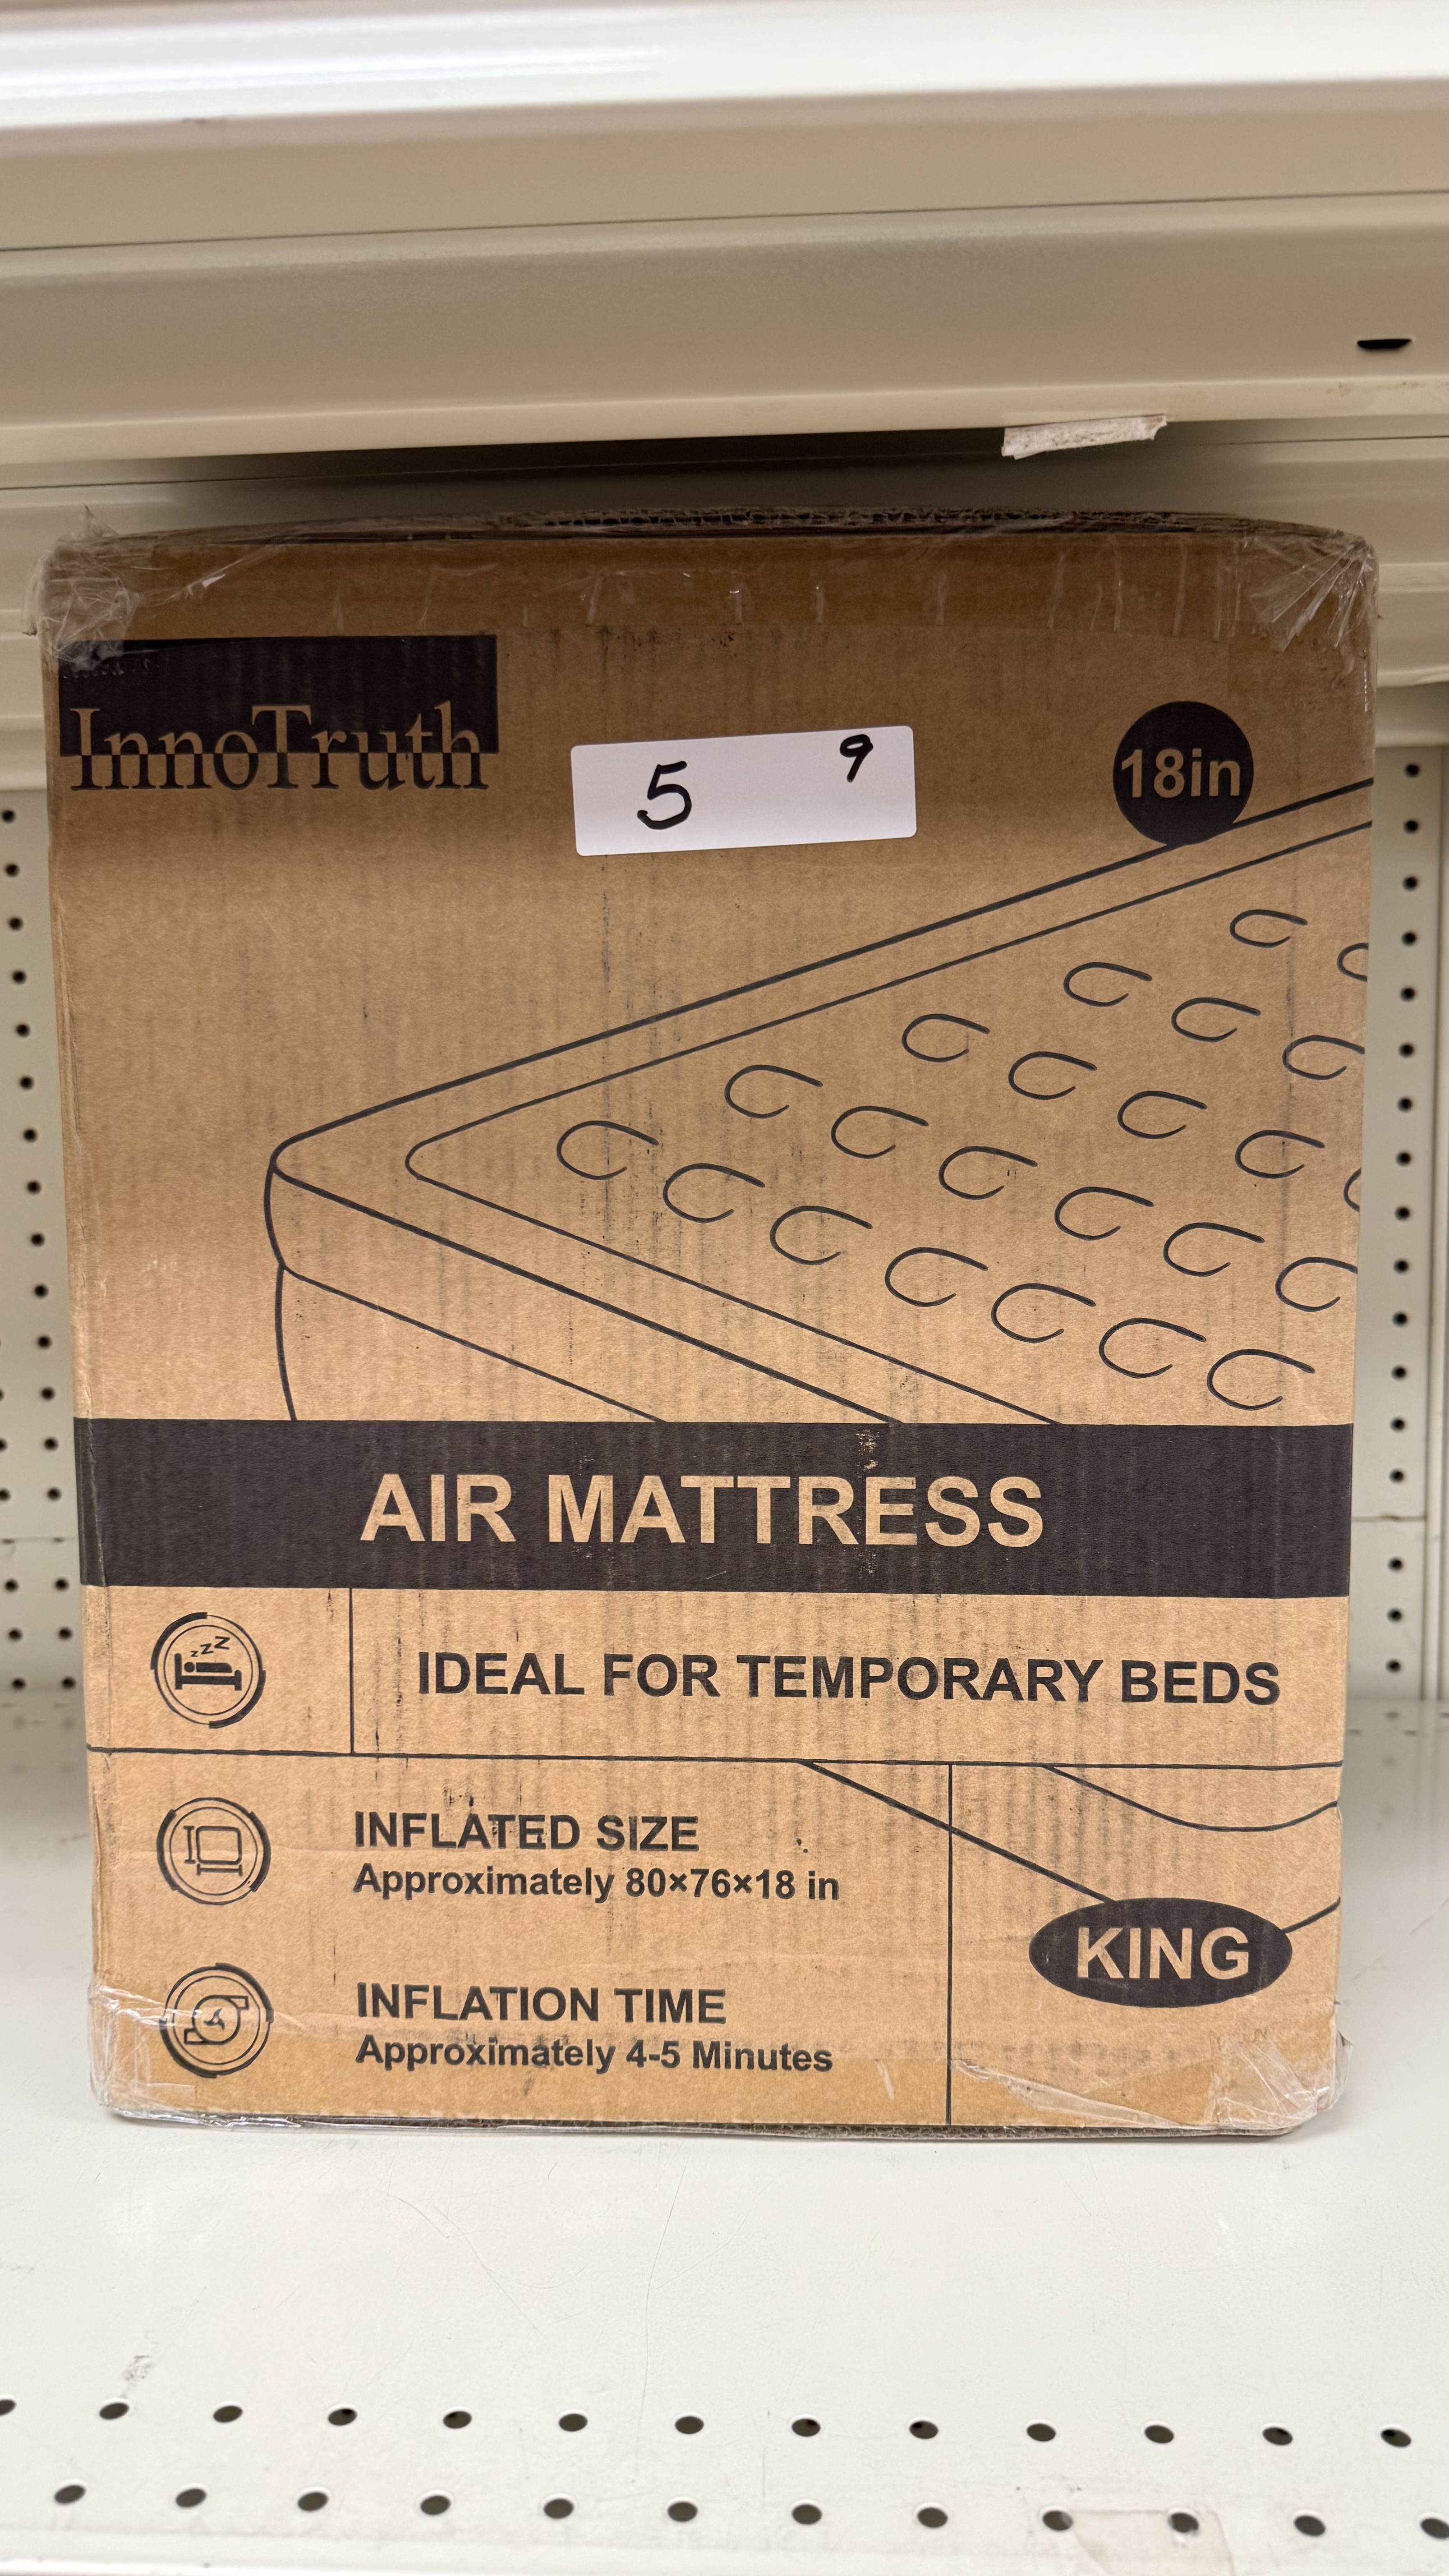 InnoTruth
5 9
18in
AIR MATTRESS
zzz
IDEAL FOR TEMPORARY BEDS
INFLATED SIZE
Approximately 80×76×18 in
KING
INFLATION TIME
Approximately 4-5 Minutes